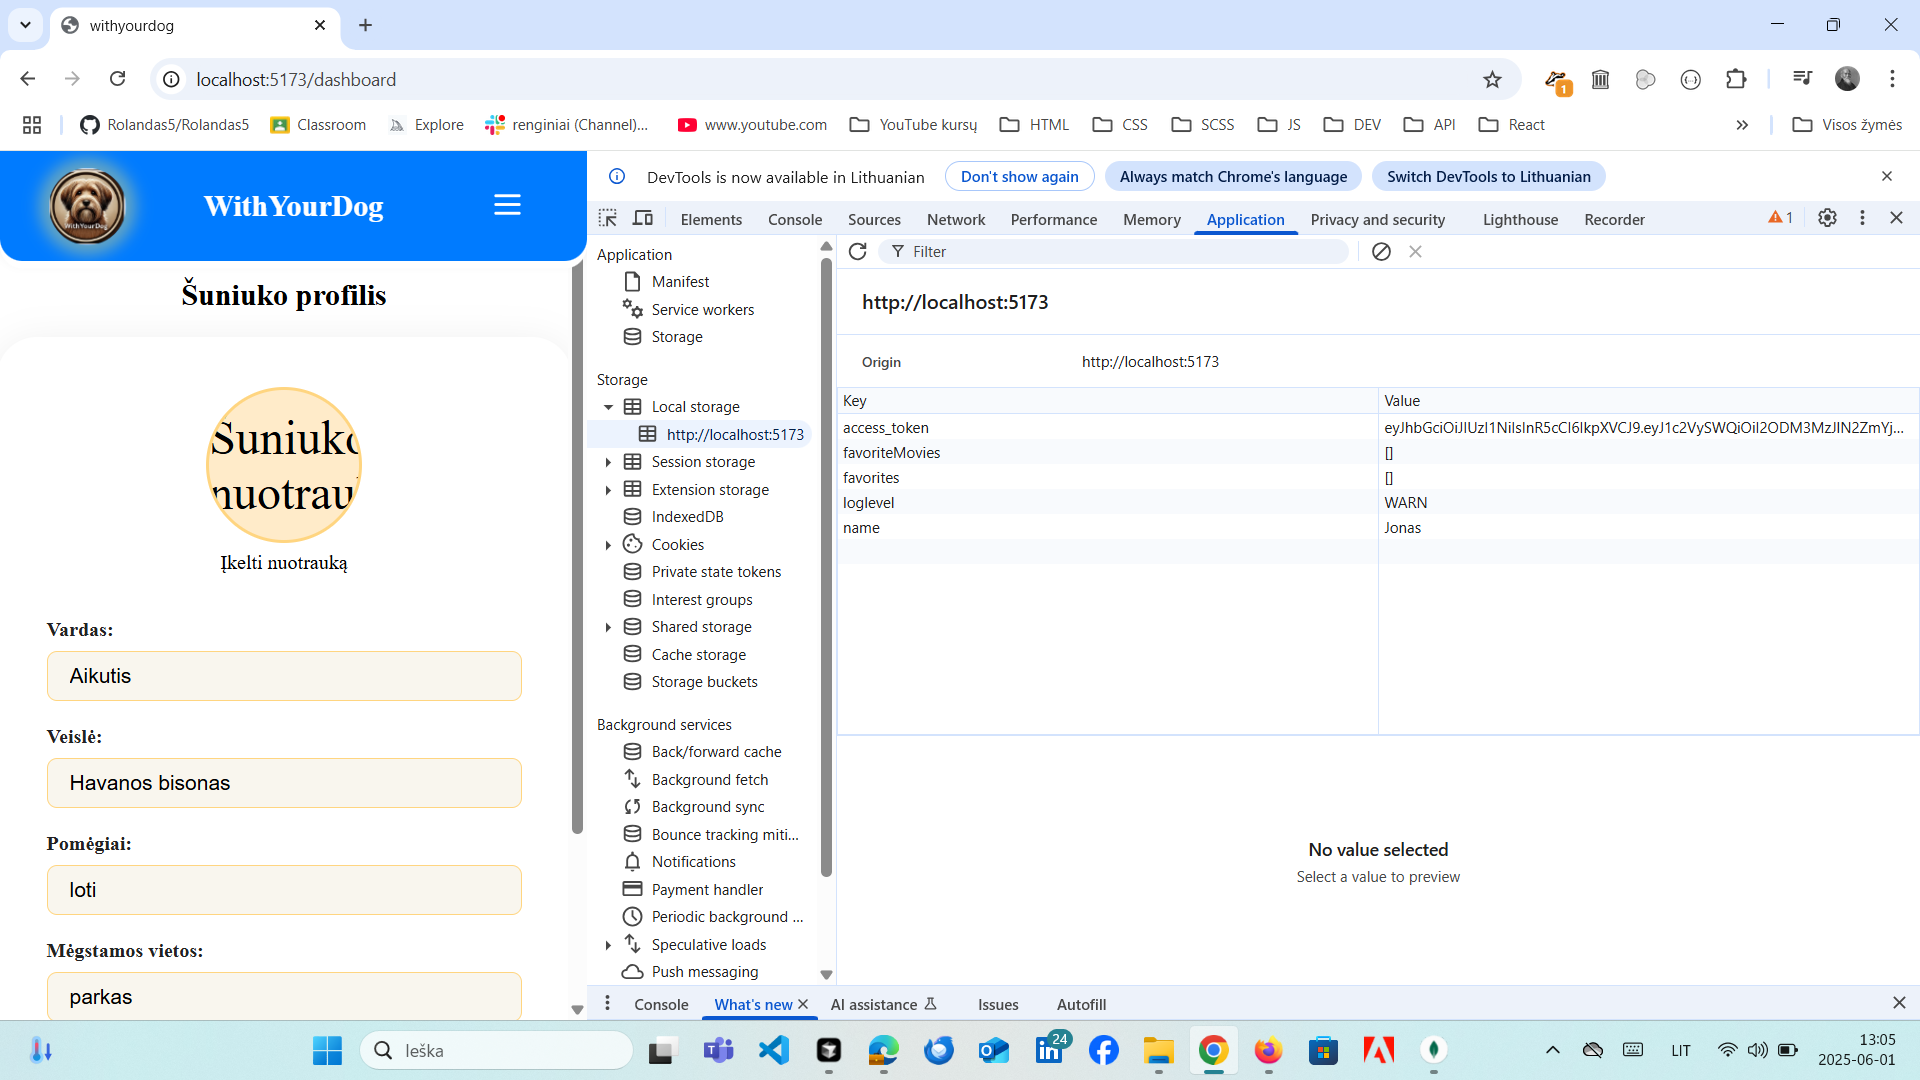 withyourdog
localhost:5173/dashboard
1
Rolandas5/Rolandas5
Classroom
Explore
renginiai (Channel)...
www.youtube.com
YouTube kursų
HTML
CSS
SCSS
JS
DEV
API
React
Visos žymės
WithYourDog
Šuniuko profilis
Šuniuko
nuotrau
Įkelti nuotrauką
Vardas:
Aikutis
Veislė:
Havanos bisonas
Pomėgiai:
loti
Mėgstamos vietos:
parkas
DevTools is now available in Lithuanian
Don't show again
Always match Chrome's language
Switch DevTools to Lithuanian
Elements
Console
Sources
Network
Performance
Memory
Application
Privacy and security
Lighthouse
Recorder
1
Application
Manifest
Service workers
Storage
Storage
Local storage
http://localhost:5173
Session storage
Extension storage
IndexedDB
Cookies
Private state tokens
Interest groups
Shared storage
Cache storage
Storage buckets
Background services
Back/forward cache
Background fetch
Background sync
Bounce tracking miti...
Notifications
Payment handler
Periodic background ...
Speculative loads
Push messaging
Filter
http://localhost:5173
Origin http://localhost:5173
Key Value
access_token
favoriteMovies []
favorites []
loglevel WARN
name Jonas
No value selected
Select a value to preview
Console
What's new
AI assistance
Issues
Autofill
Ieška
24
LIT
13:05
2025-06-01